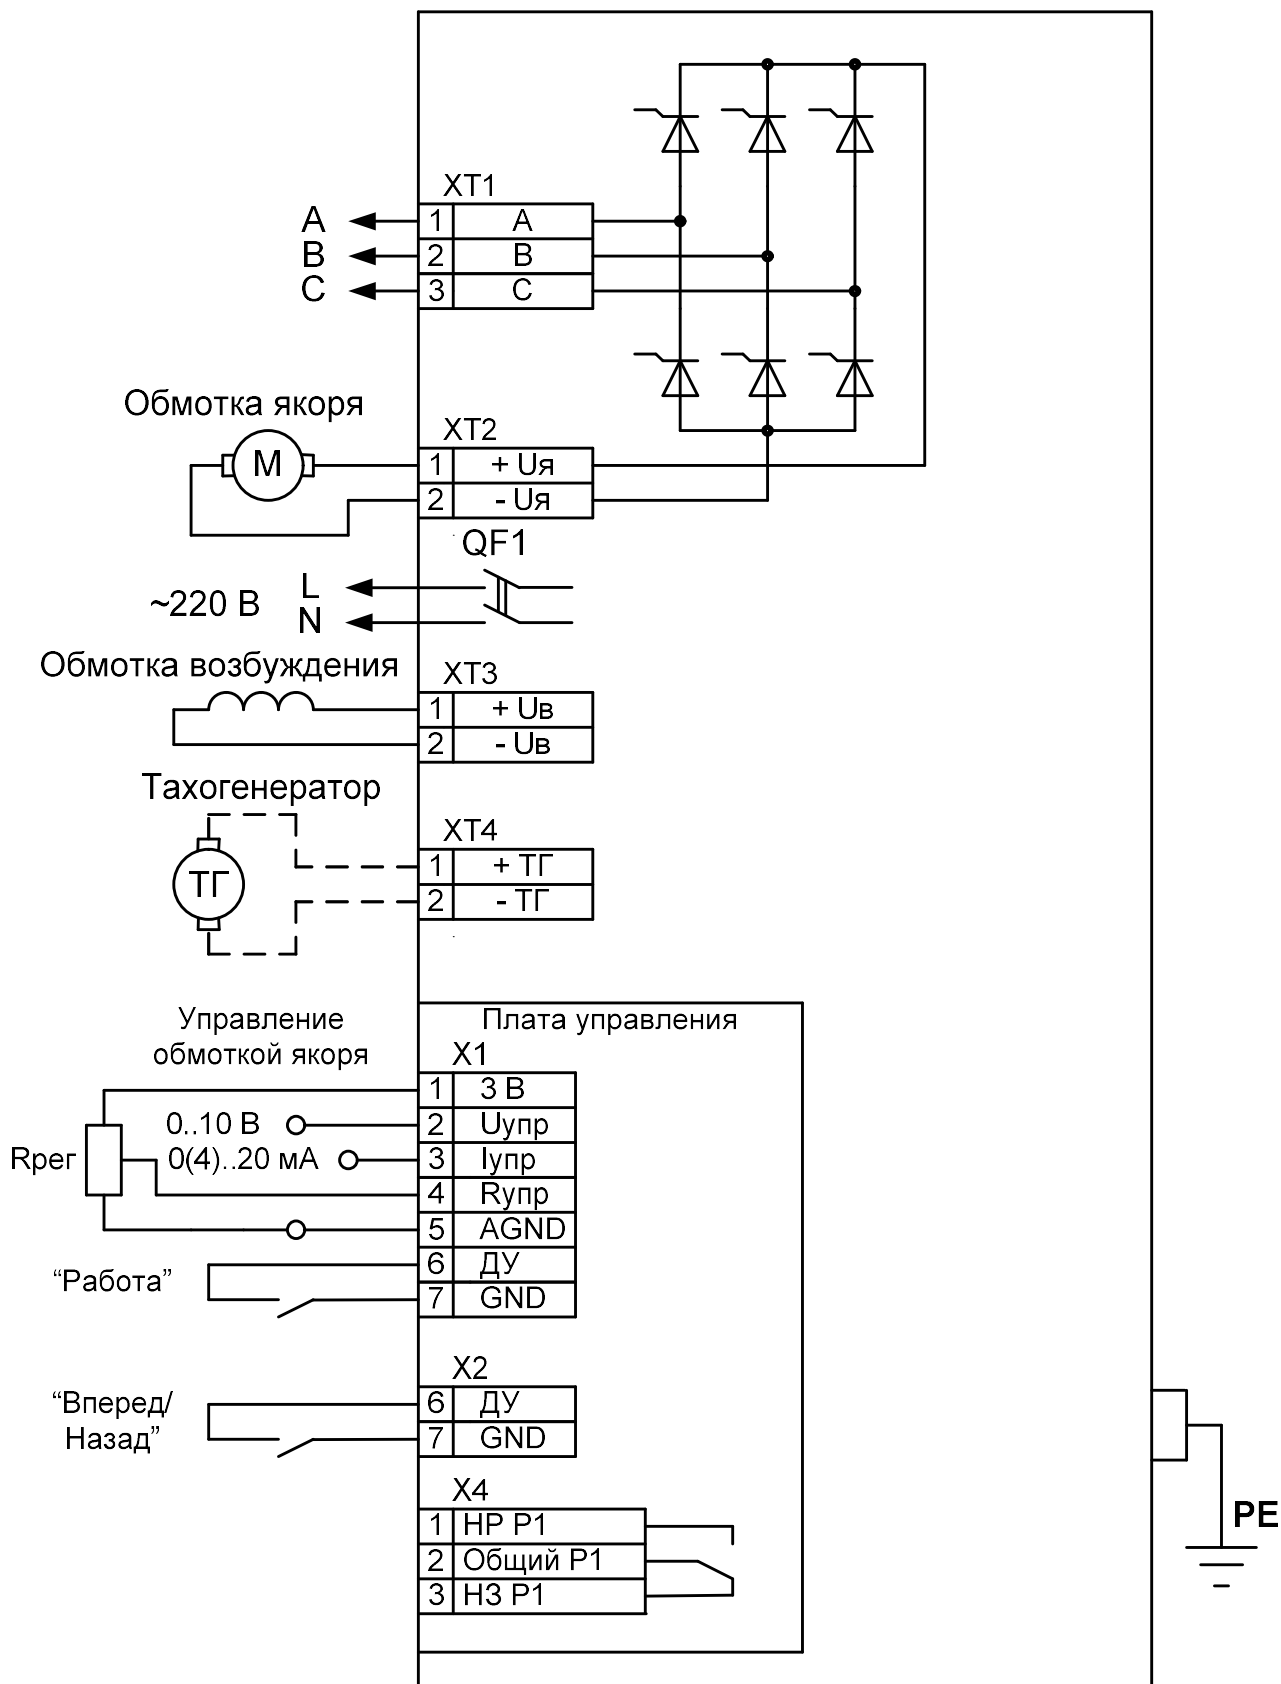 XT1
A 1 A
B 2 B
C 3 C
Обмотка якоря
XT2
М 1 + Uя
2 - Uя
QF1
L
~220 В
N
Обмотка возбуждения
XT3
1 + Uв
2 - Uв
Тахогенератор
XT4
1 + ТГ
ТГ
2 - ТГ
Управление
обмоткой якоря
Плата управления
X1
1 3 В
0..10 В 2 Uупр
Rрег 0(4)..20 мА 3 Iупр
4 Rупр
5 AGND
6 ДУ
“Работа”
7 GND
X2
“Вперед/
Назад”
6 ДУ
7 GND
X4
1 НР Р1
2 Общий Р1
3 НЗ Р1
PE